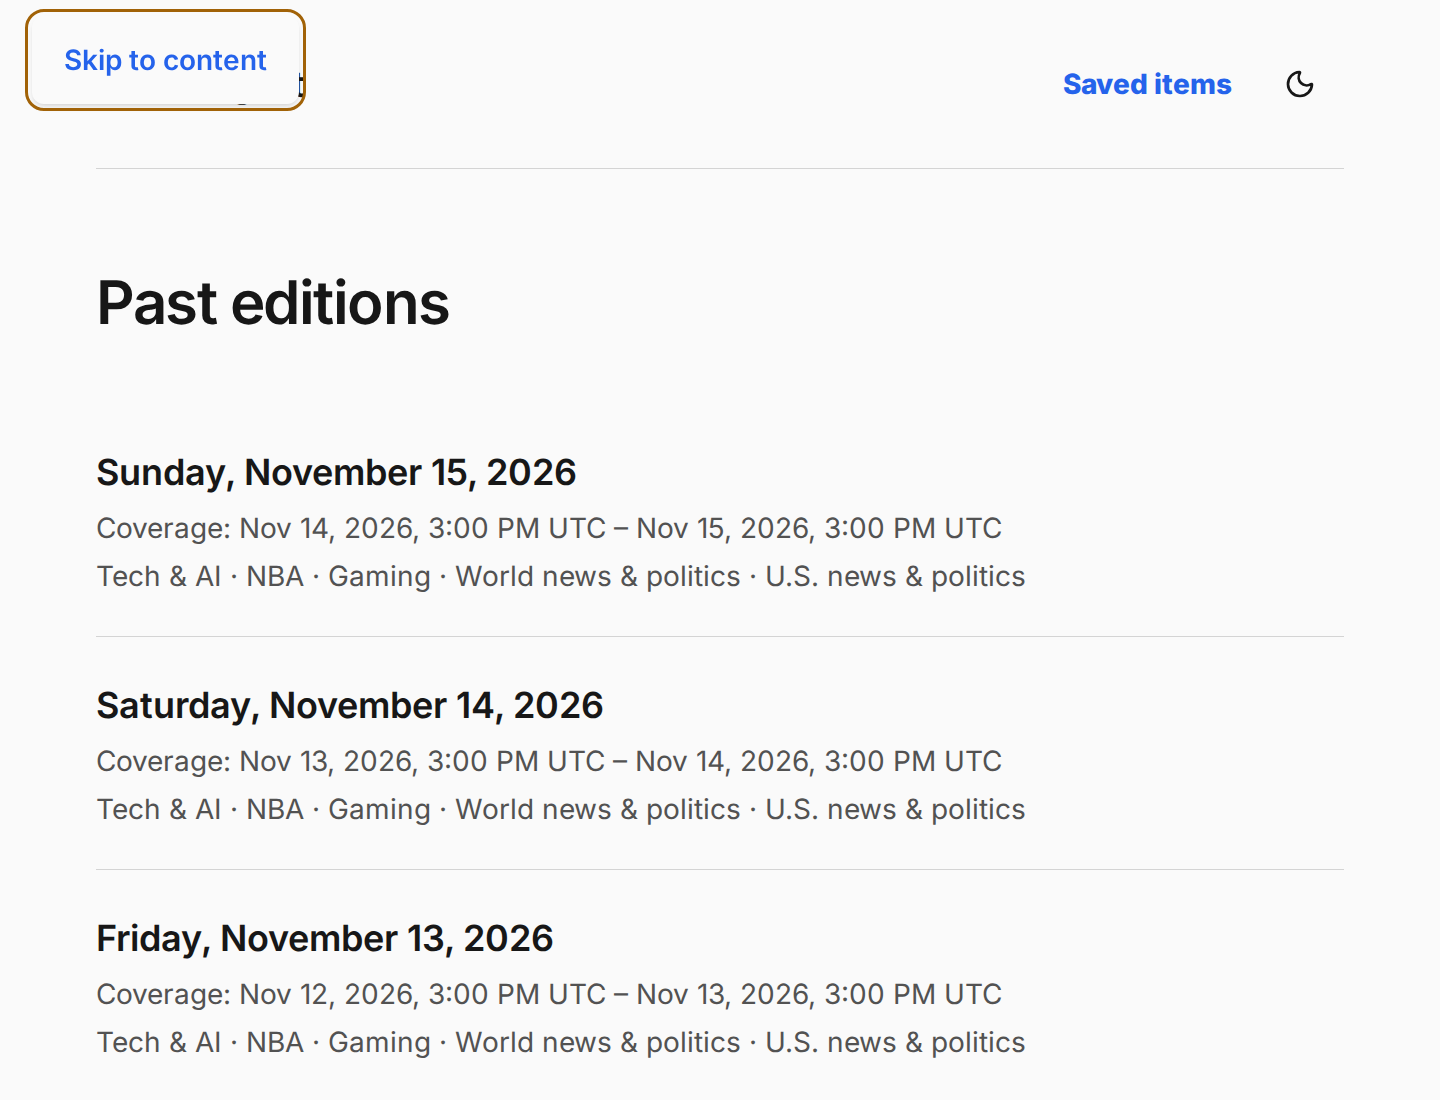 Skip to content
Saved items
Past editions
Sunday, November 15, 2026
Coverage: Nov 14, 2026, 3:00 PM UTC – Nov 15, 2026, 3:00 PM UTC
Tech & AI · NBA · Gaming · World news & politics · U.S. news & politics
Saturday, November 14, 2026
Coverage: Nov 13, 2026, 3:00 PM UTC – Nov 14, 2026, 3:00 PM UTC
Tech & AI · NBA · Gaming · World news & politics · U.S. news & politics
Friday, November 13, 2026
Coverage: Nov 12, 2026, 3:00 PM UTC – Nov 13, 2026, 3:00 PM UTC
Tech & AI · NBA · Gaming · World news & politics · U.S. news & politics